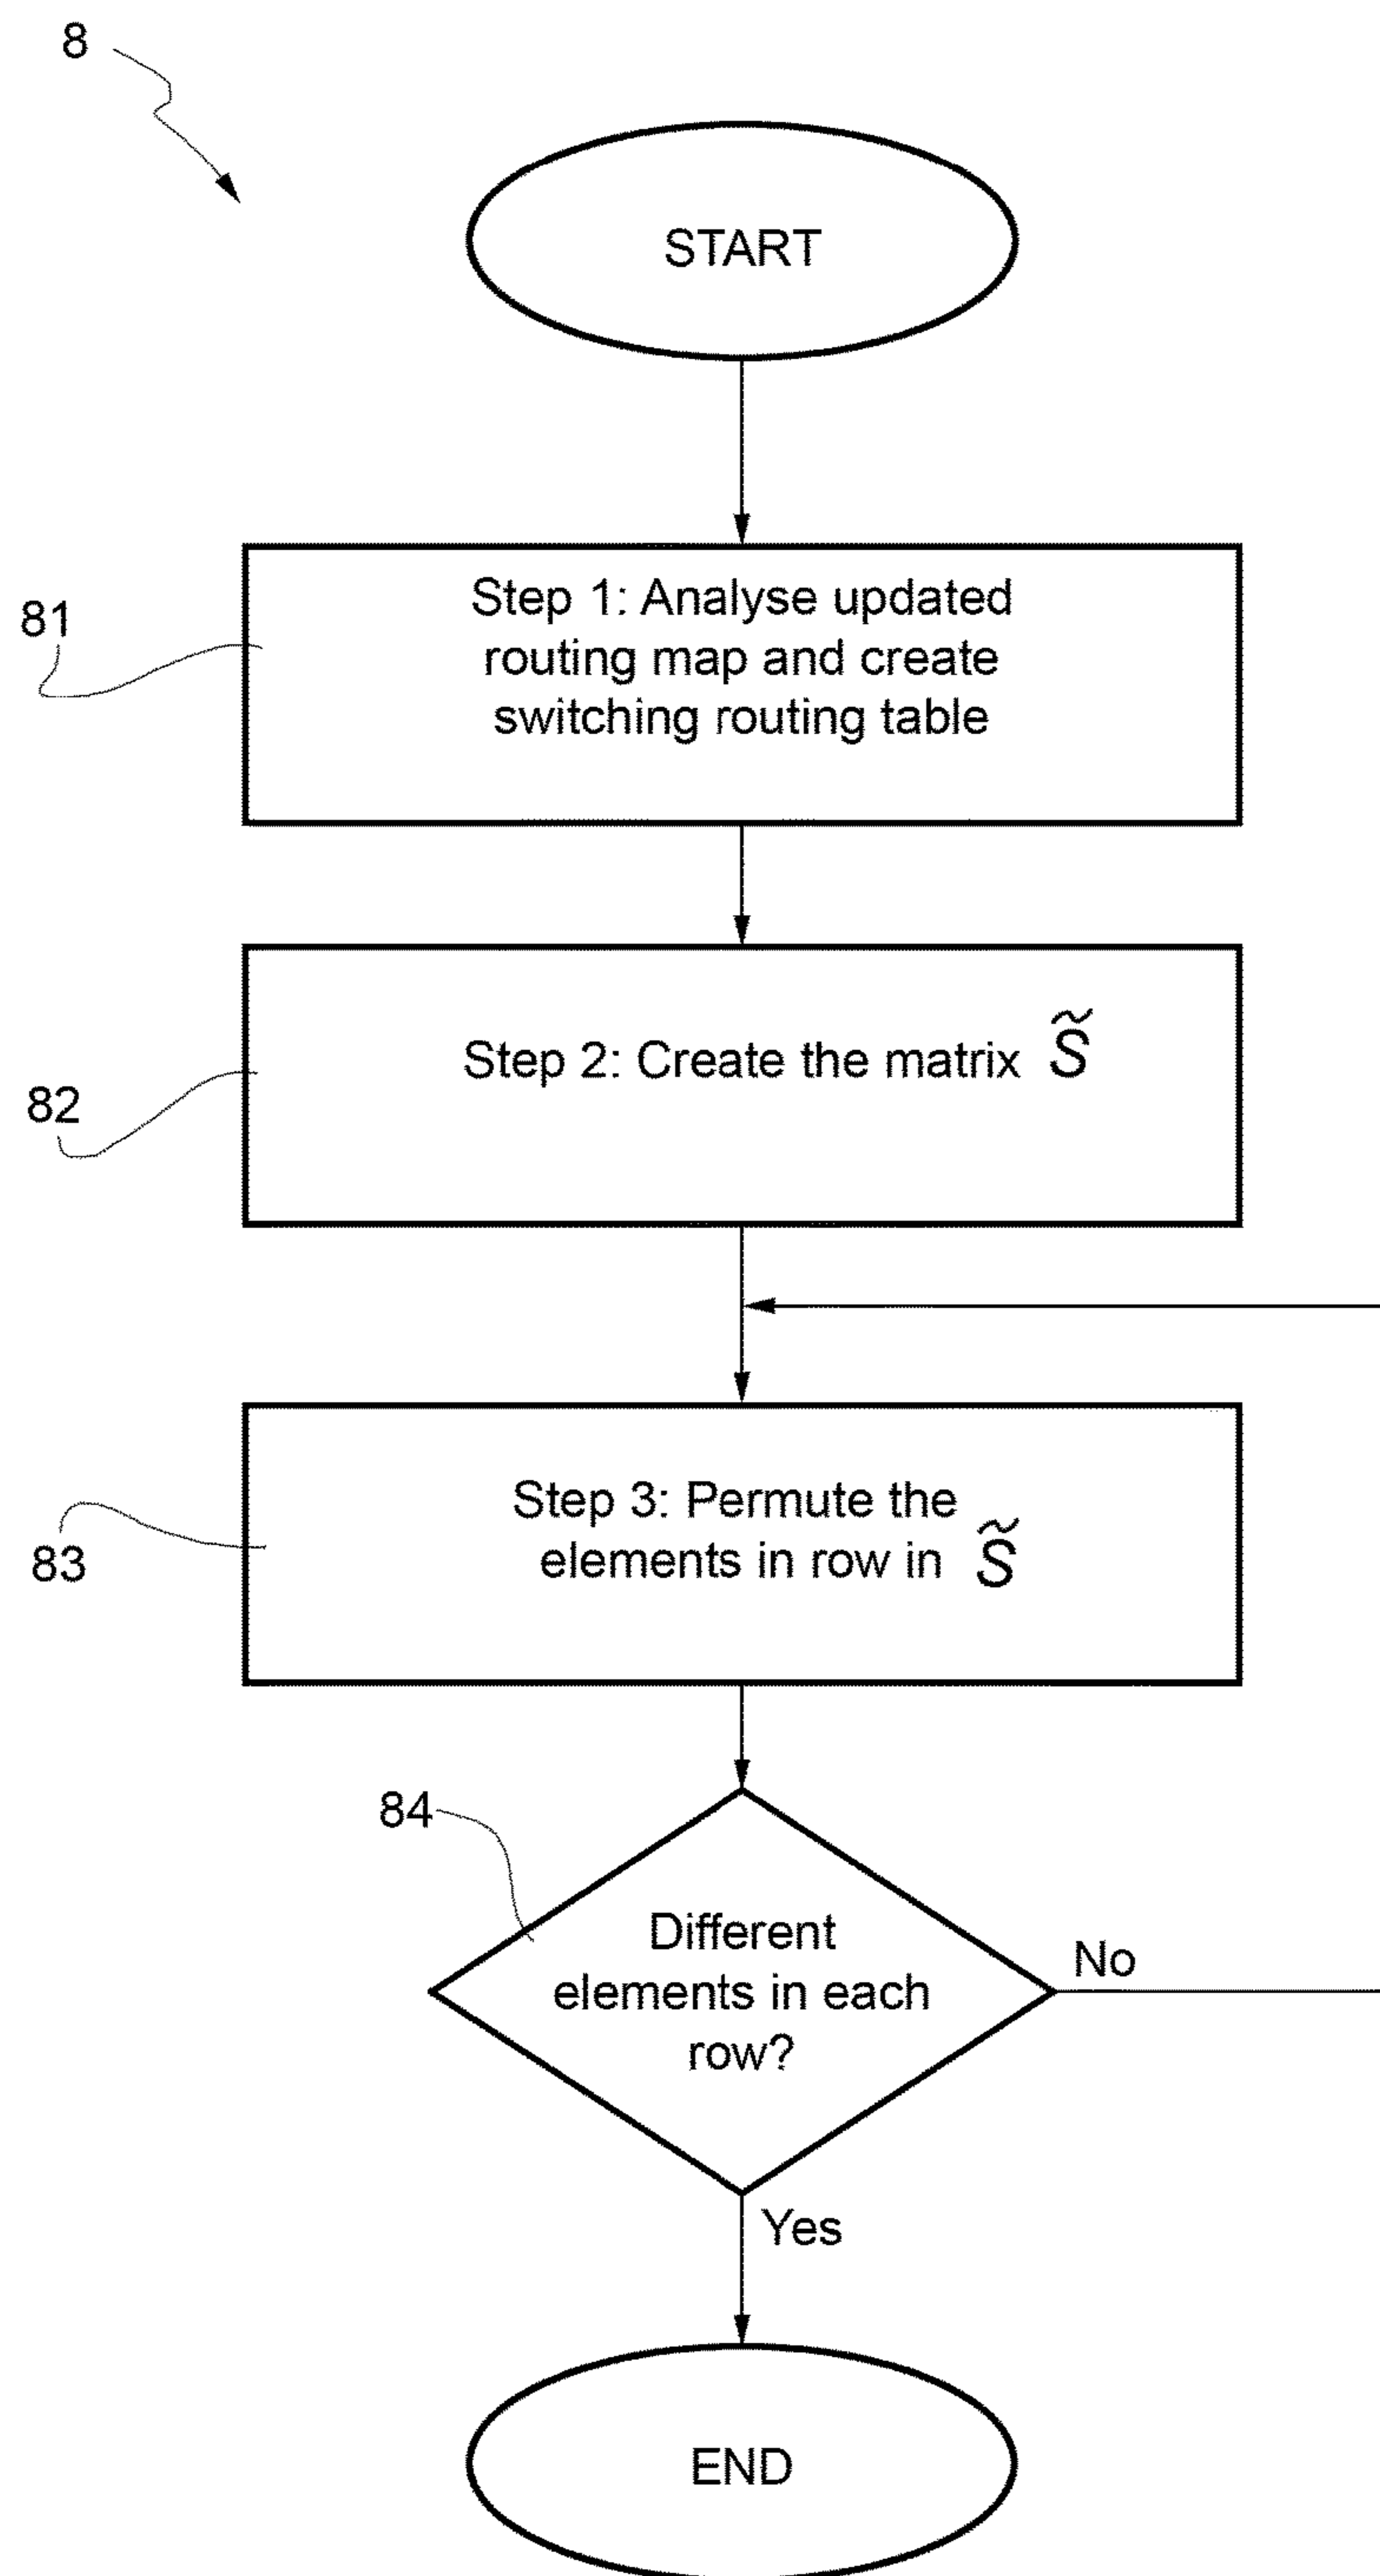 8
START
81
Step 1: Analyse updated
routing map and create
switching routing table
82
Step 2: Create the matrix S̃
83
Step 3: Permute the
elements in row in S̃
84
Different
elements in each
row?
No
Yes
END